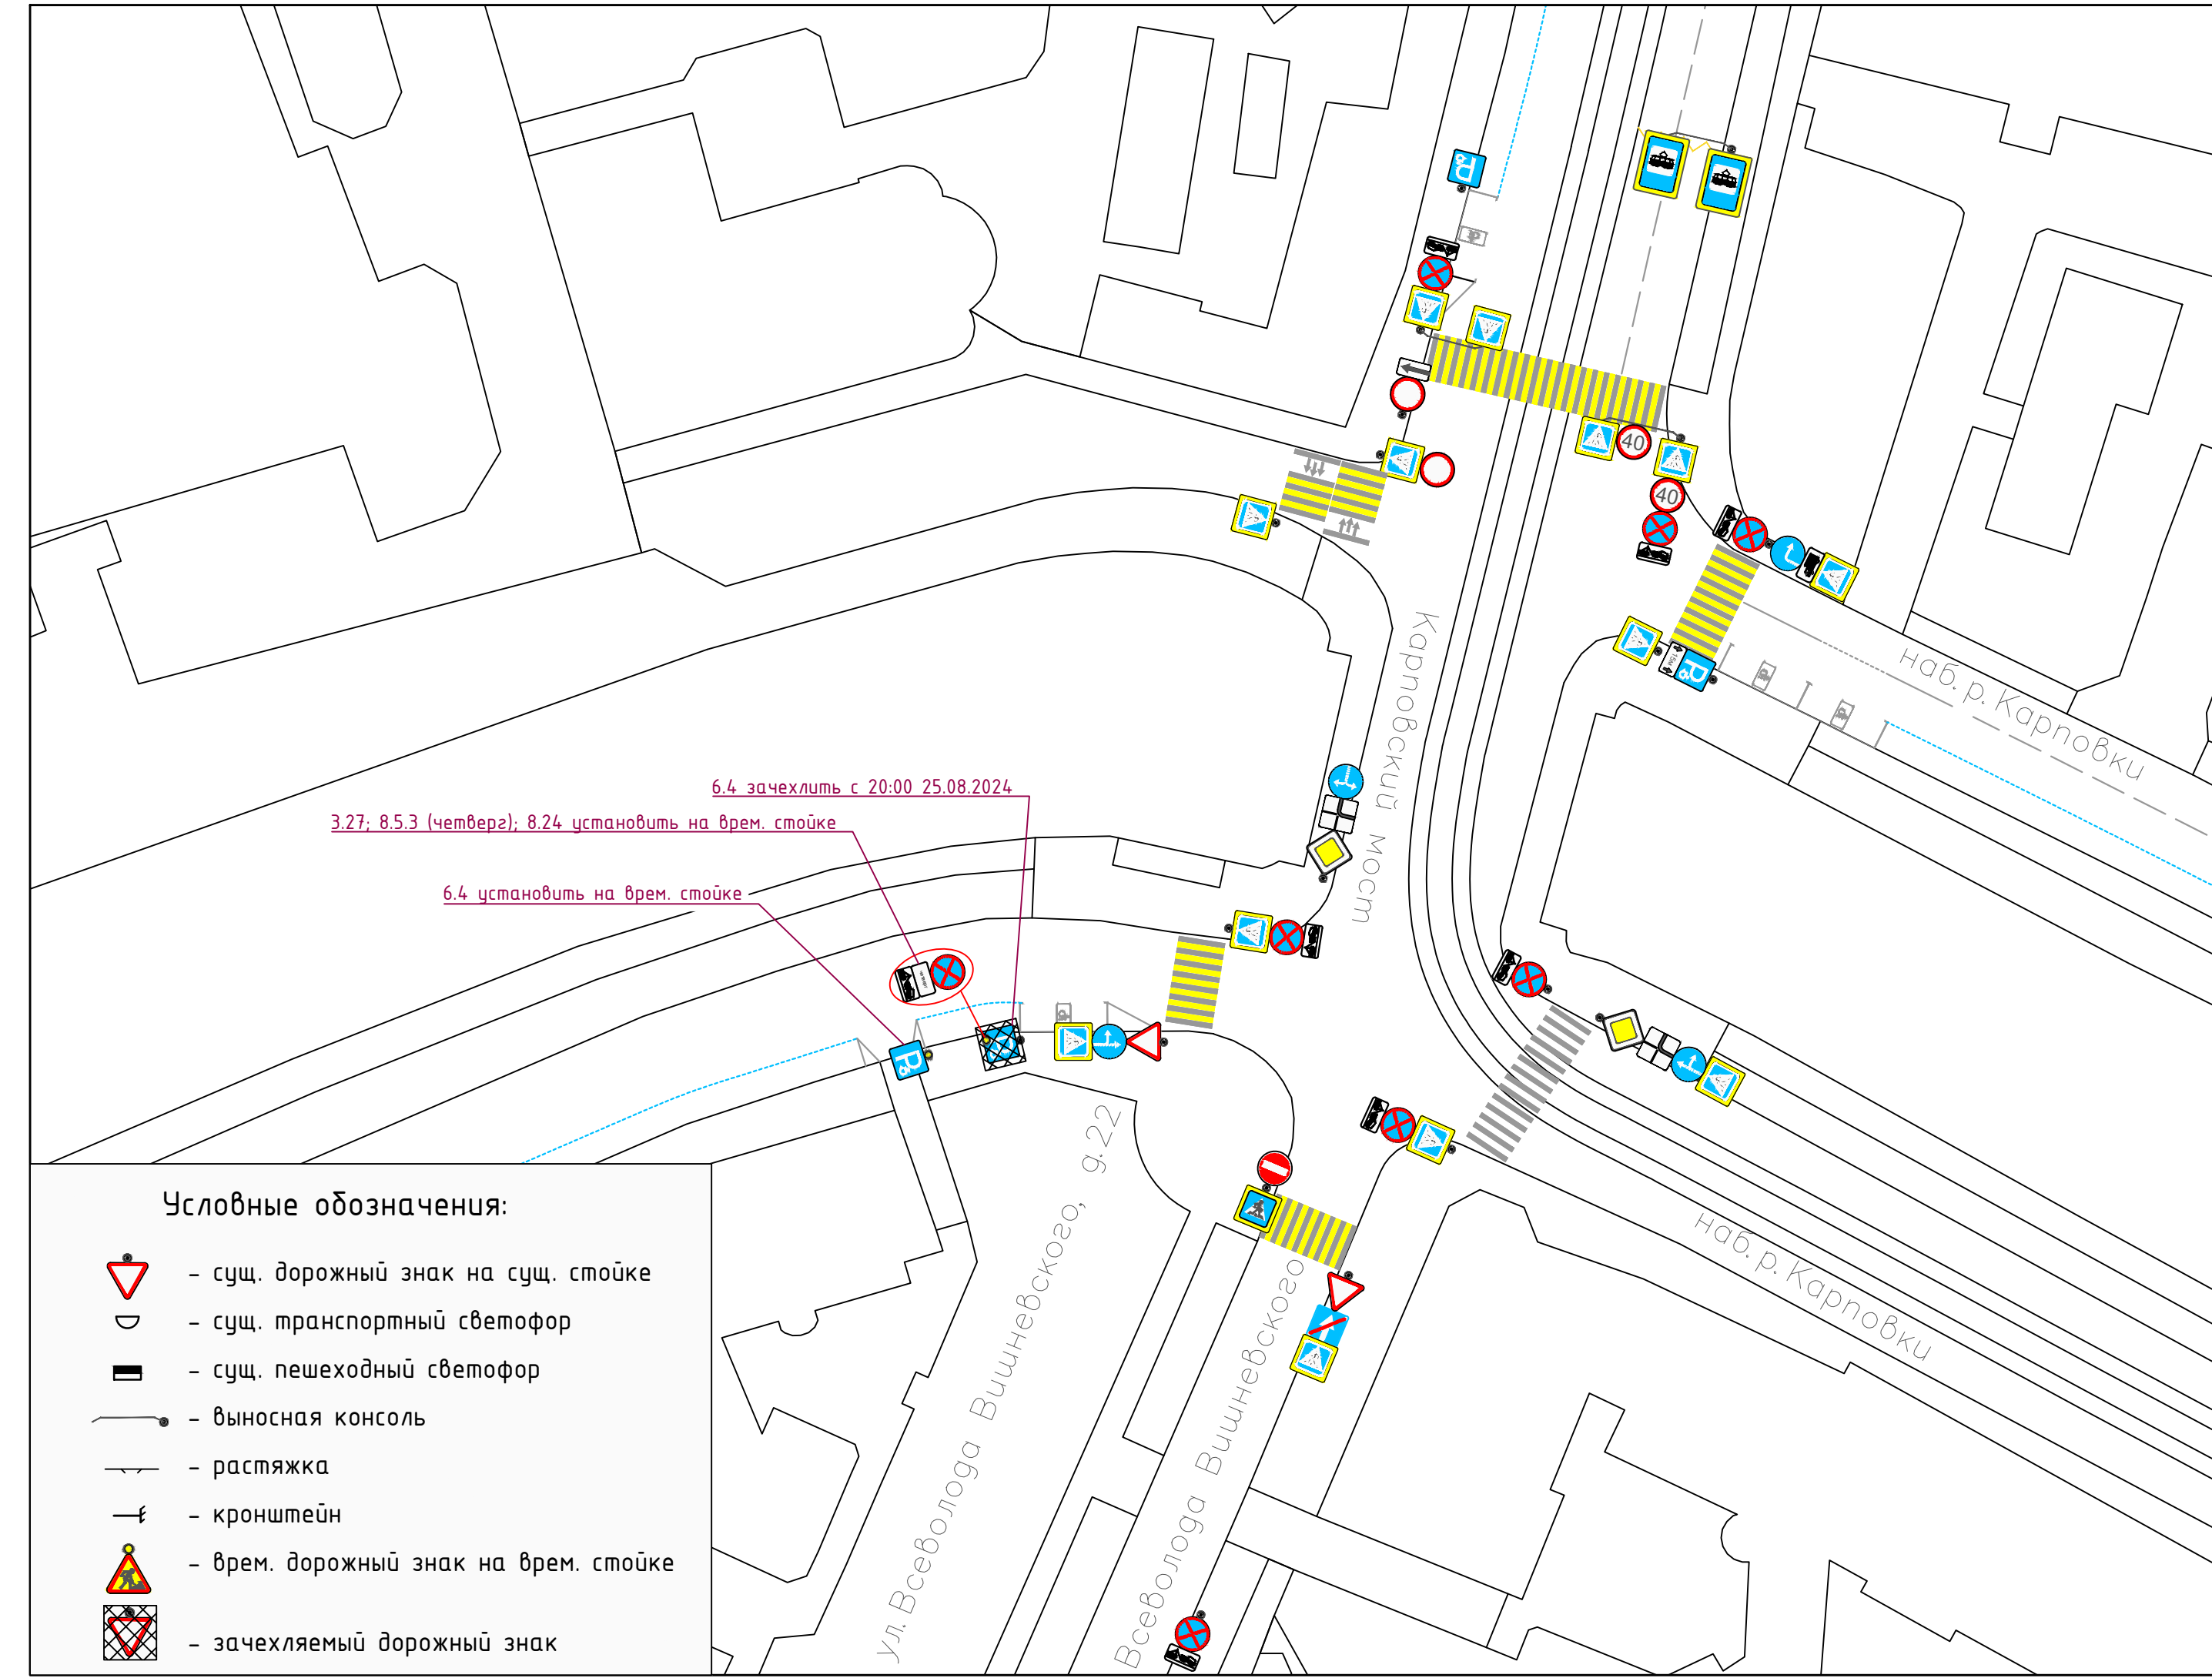 40
40
15м
наб. р. Карповки
Карповский мост
6.4 зачехлить с 20:00 25.08.2024
3.27; 8.5.3 (четверг); 8.24 установить на врем. стойке
6.4 установить на врем. стойке
наб. р. Карповки
ул. Всеволода Вишневского, д.22
Всеволода Вишневского
Условные обозначения:
- сущ. дорожный знак на сущ. стойке
- сущ. транспортный светофор
- сущ. пешеходный светофор
- выносная консоль
- растяжка
- кронштейн
- врем. дорожный знак на врем. стойке
- зачехляемый дорожный знак